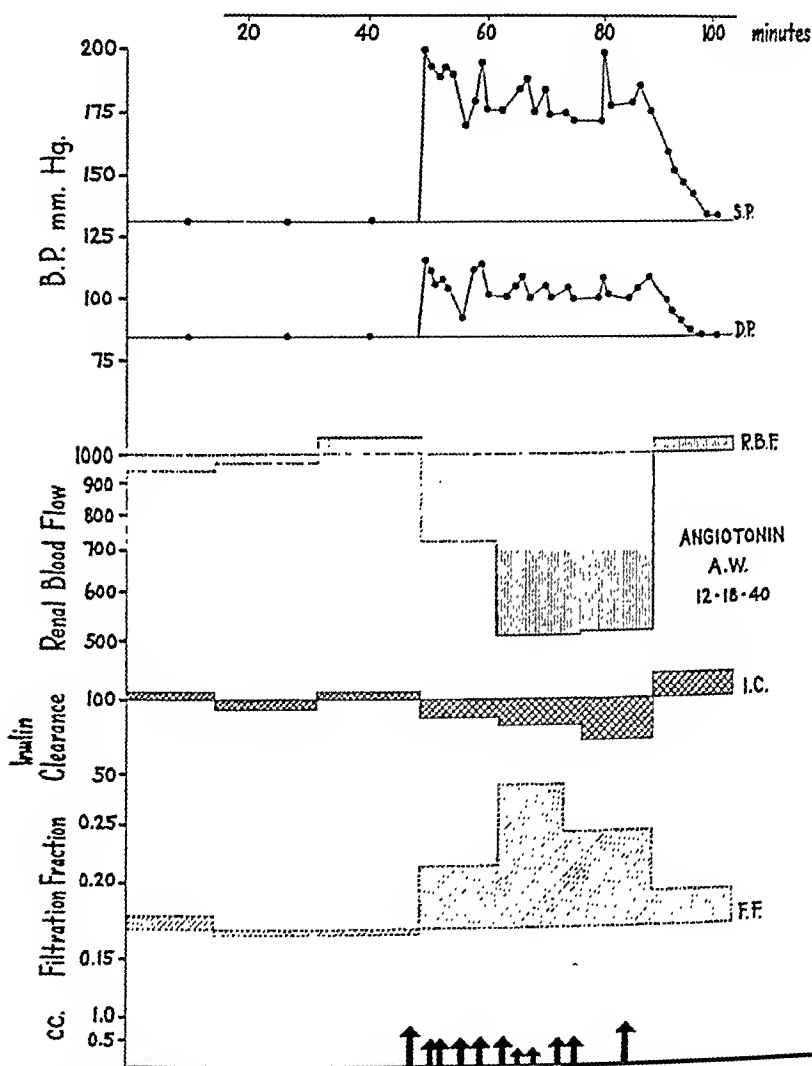 20 40 60 80 100 minutes
B.P. mm. Hg.
200
175
150
125
100
75
S.P.
D.P.
Renal Blood Flow
1000
900
800
700
600
500
R.B.F.
ANGIOTONIN
A.W.
12-18-40
Inulin
Clearance
100
50
I.C.
Filtration Fraction
0.25
0.20
0.15
F.F.
cc.
1.0
0.5